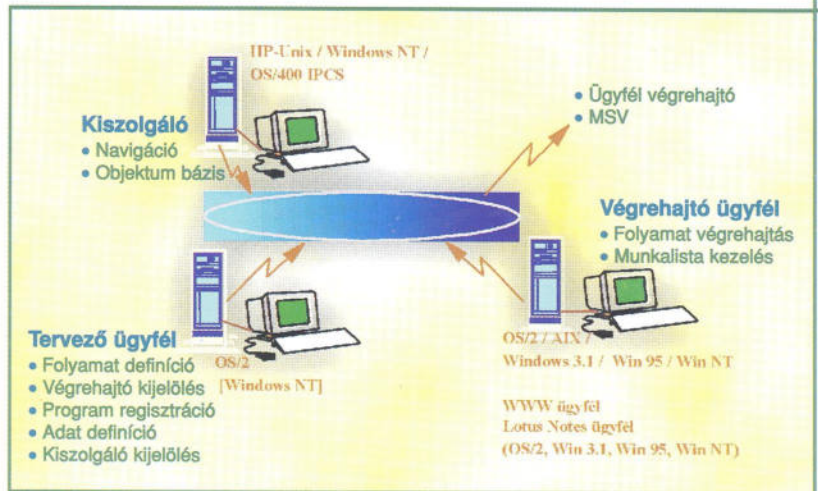 HP-Unix / Windows NT /
OS/400 IPCS
Kiszolgáló
• Navigáció
• Objektum bázis
• Ügyfél végrehajtó
• MSV
Végrehajtó ügyfél
• Folyamat végrehajtás
• Munkalista kezelés
Tervező ügyfél
• Folyamat definíció
• Végrehajtó kijelölés
• Program regisztráció
• Adat definíció
• Kiszolgáló kijelölés
OS/2
[Windows NT]
OS/2 / AIX /
Windows 3.1 / Win 95 / Win NT
WWW ügyfél
Lotus Notes ügyfél
(OS/2, Win 3.1, Win 95, Win NT)